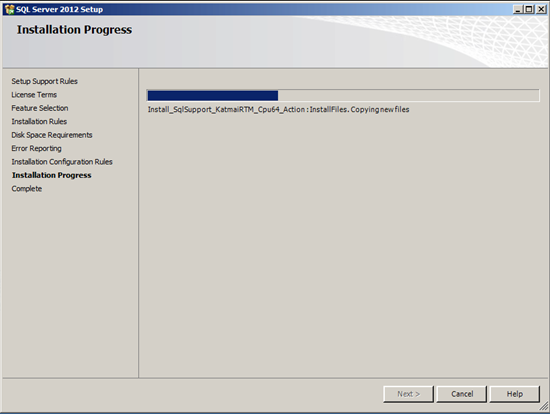 SQL Server 2012 Setup
Installation Progress
Setup Support Rules
License Terms
Feature Selection
Installation Rules
Disk Space Requirements
Error Reporting
Installation Configuration Rules
Installation Progress
Complete
Install_SqlSupport_KatmaiRTM_Cpu64_Action : InstallFiles. Copying new files
Next > Cancel Help